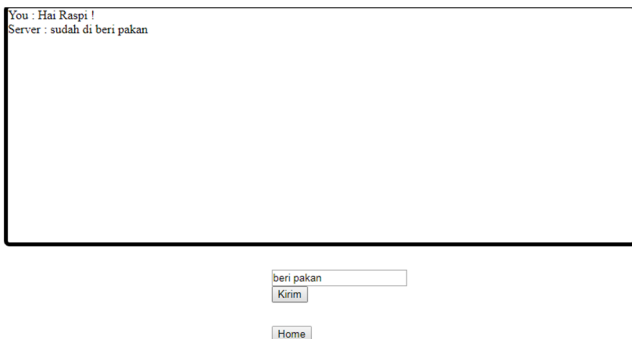 You : Hai Raspi !
Server : sudah di beri pakan
beri pakan
Kirim
Home